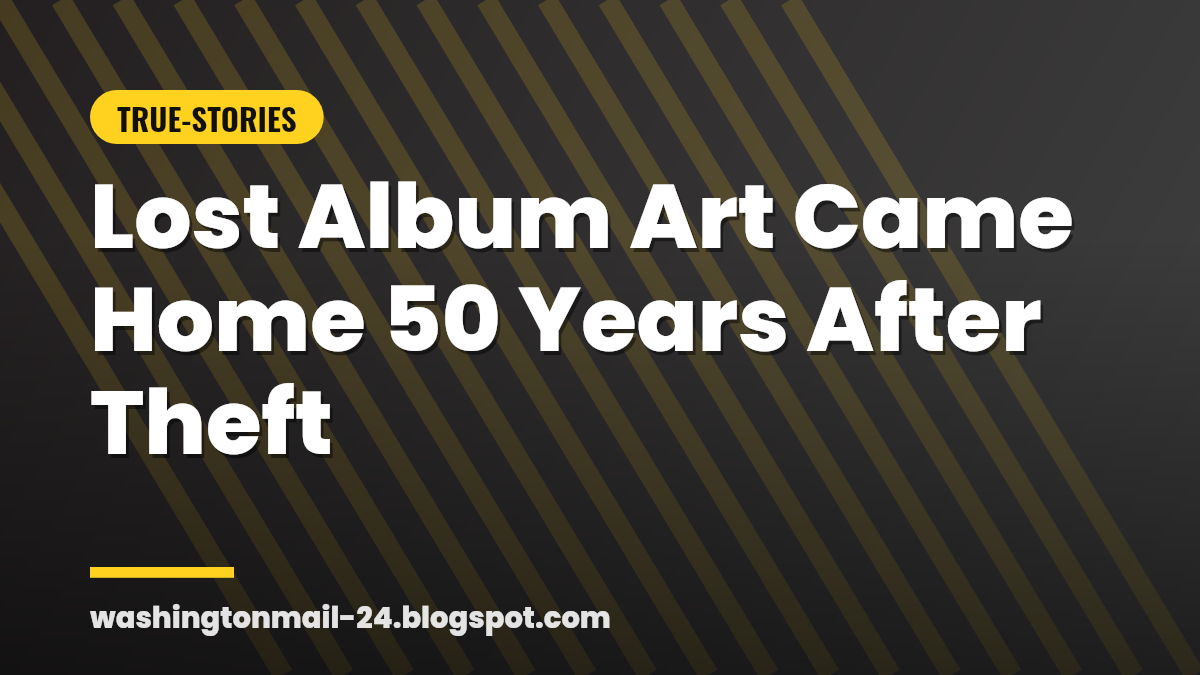 TRUE-STORIES
Lost Album Art Came
Home 50 Years After
Theft
washingtonmail-24.blogspot.com